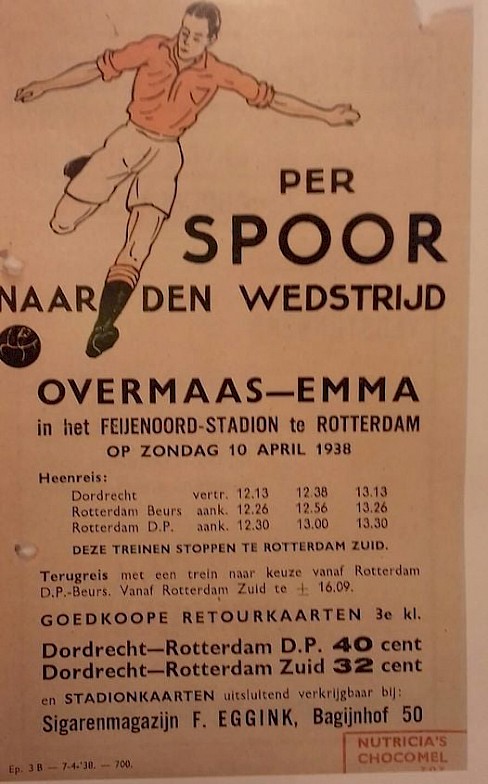 PER
SPOOR
NAAR DEN WEDSTRIJD
OVERMAAS—EMMA
in het FEIJENOORD-STADION te ROTTERDAM
OP ZONDAG 10 APRIL 1938
Heenreis:
Dordrecht vertr. 12.13 12.38 13.13
Rotterdam Beurs aank. 12.26 12.56 13.26
Rotterdam D.P. aank. 12.30 13.00 13.30
DEZE TREINEN STOPPEN TE ROTTERDAM ZUID.
Terugreis met een trein naar keuze vanaf Rotterdam
D.P.-Beurs. Vanaf Rotterdam Zuid te ± 16.09.
GOEDKOOPE RETOURKAARTEN 3e kl.
Dordrecht—Rotterdam D.P. 40 cent
Dordrecht—Rotterdam Zuid 32 cent
en STADIONKAARTEN uitsluitend verkrijgbaar bij:
Sigarenmagazijn F. EGGINK, Bagijnhof 50
NUTRICIA'S
CHOCOMEL
Ep. 3 B — 7-4-'38. — 700.